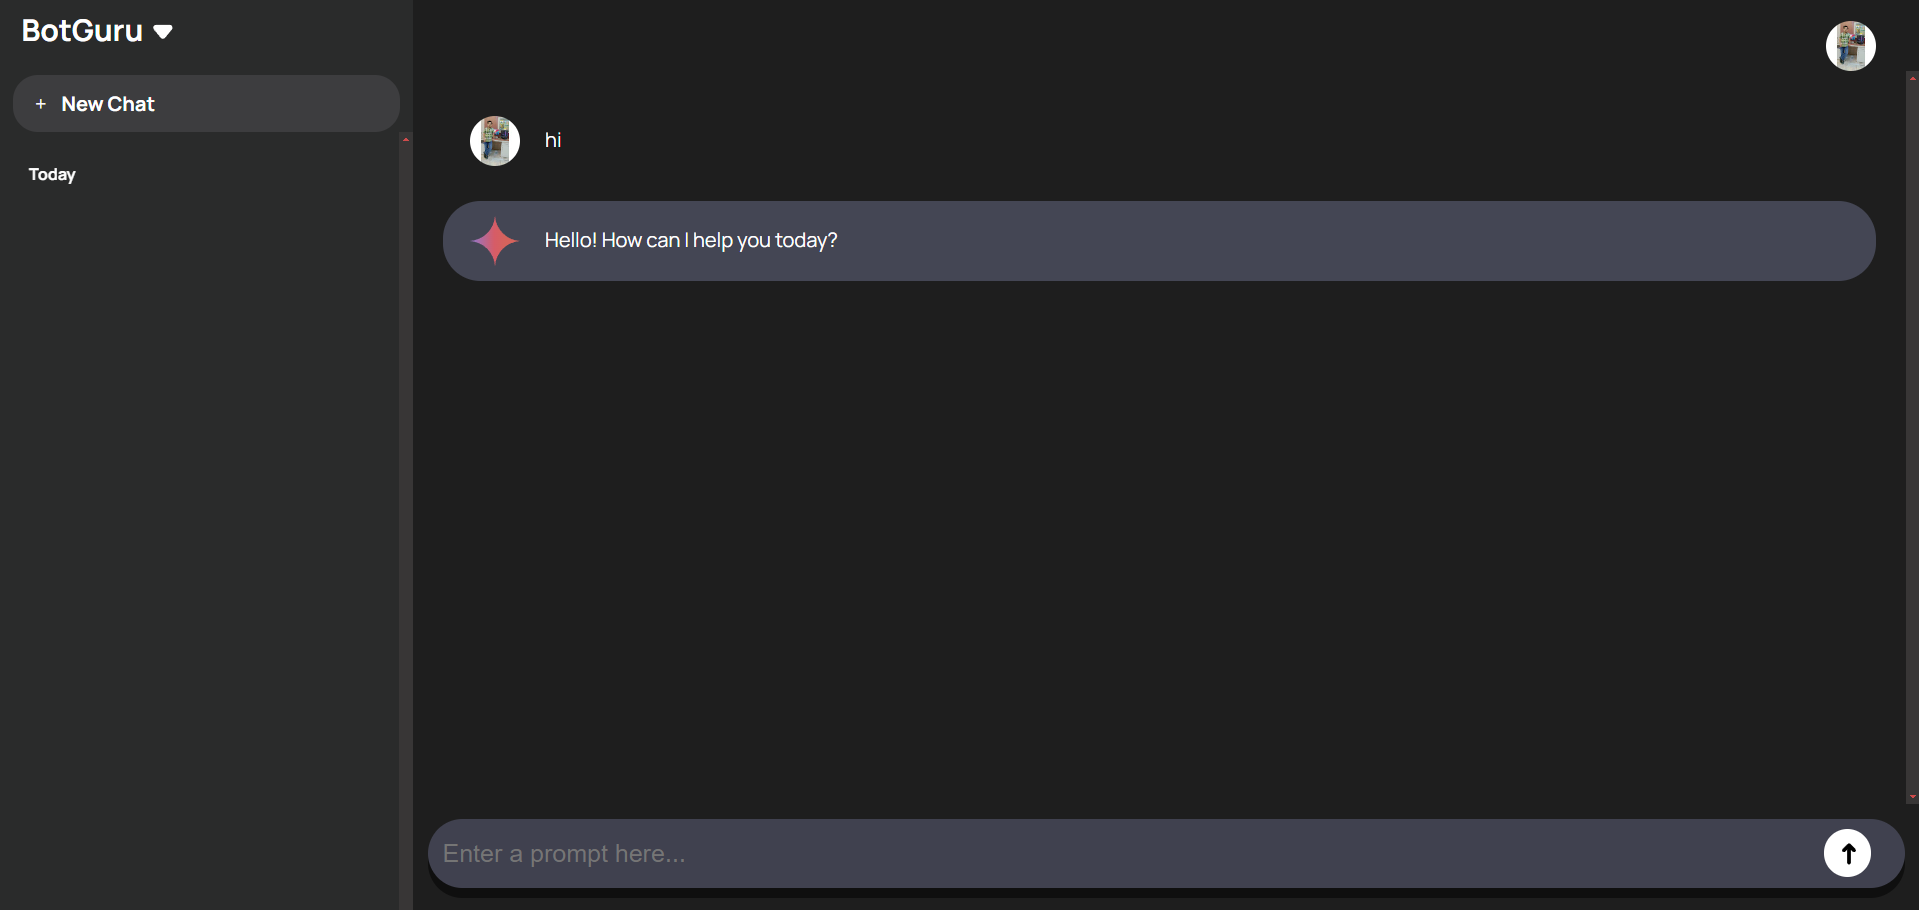 BotGuru
+ New Chat
Today
hi
Hello! How can I help you today?
Enter a prompt here...